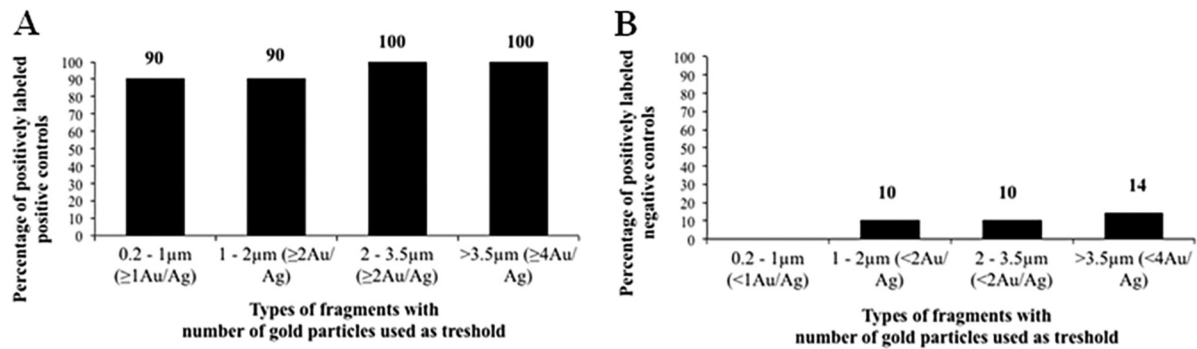 A
90
90
100
100
Percentage of positively labeled
positive controls
100
90
80
70
60
50
40
30
20
10
0
0.2 - 1µm
(≥1Au/Ag)
1 - 2µm (≥2Au/
Ag)
2 - 3.5µm
(≥2Au/Ag)
>3.5µm (≥4Au/
Ag)
Types of fragments with
number of gold particles used as treshold
B
Percentage of positively labeled
negative controls
100
90
80
70
60
50
40
30
20
10
0
10
10
14
0.2 - 1µm
(<1Au/Ag)
1 - 2µm (<2Au/
Ag)
2 - 3.5µm
(<2Au/Ag)
>3.5µm (<4Au/
Ag)
Types of fragments with
number of gold particles used as treshold